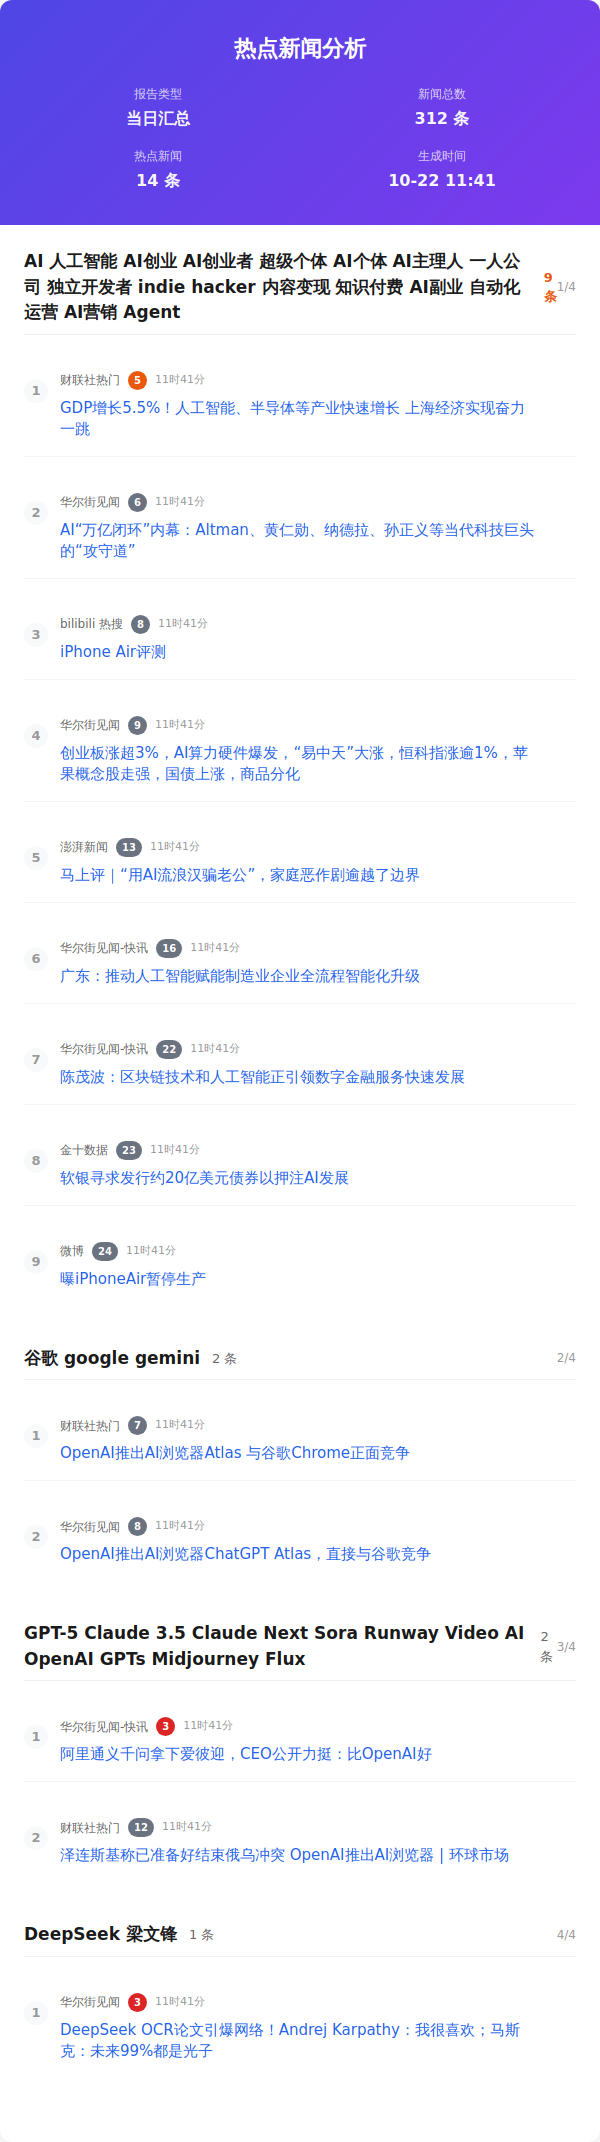 热点新闻分析
报告类型
当日汇总
新闻总数
312 条
热点新闻
14 条
生成时间
10-22 11:41
AI 人工智能 AI创业 AI创业者 超级个体 AI个体 AI主理人 一人公
司 独立开发者 indie hacker 内容变现 知识付费 AI副业 自动化
运营 AI营销 Agent
9
条
1/4
1
财联社热门 5 11时41分
GDP增长5.5%！人工智能、半导体等产业快速增长 上海经济实现奋力
一跳
2
华尔街见闻 6 11时41分
AI“万亿闭环”内幕：Altman、黄仁勋、纳德拉、孙正义等当代科技巨头
的“攻守道”
3
bilibili 热搜 8 11时41分
iPhone Air评测
4
华尔街见闻 9 11时41分
创业板涨超3%，AI算力硬件爆发，“易中天”大涨，恒科指涨逾1%，苹
果概念股走强，国债上涨，商品分化
5
澎湃新闻 13 11时41分
马上评｜“用AI流浪汉骗老公”，家庭恶作剧逾越了边界
6
华尔街见闻-快讯 16 11时41分
广东：推动人工智能赋能制造业企业全流程智能化升级
7
华尔街见闻-快讯 22 11时41分
陈茂波：区块链技术和人工智能正引领数字金融服务快速发展
8
金十数据 23 11时41分
软银寻求发行约20亿美元债券以押注AI发展
9
微博 24 11时41分
曝iPhoneAir暂停生产
谷歌 google gemini 2 条
2/4
1
财联社热门 7 11时41分
OpenAI推出AI浏览器Atlas 与谷歌Chrome正面竞争
2
华尔街见闻 8 11时41分
OpenAI推出AI浏览器ChatGPT Atlas，直接与谷歌竞争
GPT-5 Claude 3.5 Claude Next Sora Runway Video AI
OpenAI GPTs Midjourney Flux
2
条
3/4
1
华尔街见闻-快讯 3 11时41分
阿里通义千问拿下爱彼迎，CEO公开力挺：比OpenAI好
2
财联社热门 12 11时41分
泽连斯基称已准备好结束俄乌冲突 OpenAI推出AI浏览器 | 环球市场
DeepSeek 梁文锋 1 条
4/4
1
华尔街见闻 3 11时41分
DeepSeek OCR论文引爆网络！Andrej Karpathy：我很喜欢；马斯
克：未来99%都是光子